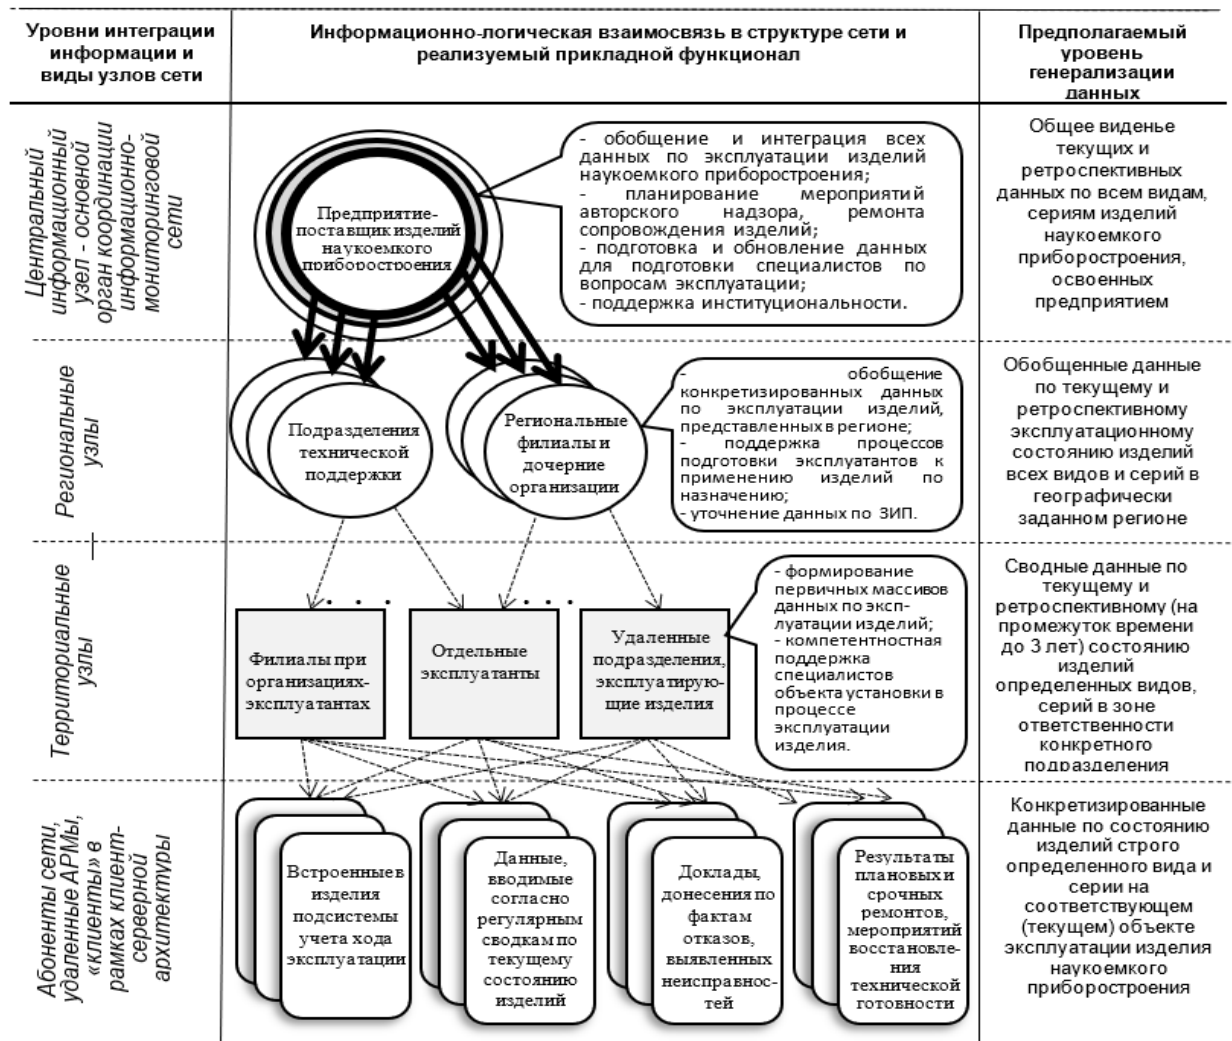 Уровни интеграции
информации и
виды узлов сети
Информационно-логическая взаимосвязь в структуре сети и
реализуемый прикладной функционал
Предполагаемый
уровень
генерализации
данных
Центральный
информационный
узел - основной
орган координации
информационно-
мониторинговой
сети
Предприятие-
поставщик изделий
наукоемкого
приборостроения
- обобщение и интеграция всех
данных по эксплуатации изделий
наукоемкого приборостроения;
- планирование мероприятий
авторского надзора, ремонта
сопровождения изделий;
- подготовка и обновление данных
для подготовки специалистов по
вопросам эксплуатации;
- поддержка институциональности.
Общее виденье
текущих и
ретроспективных
данных по всем видам,
сериям изделий
наукоемкого
приборостроения,
освоенных
предприятием
Региональные
узлы
Подразделения
технической
поддержки
Региональные
филиалы и
дочерние
организации
- обобщение
конкретизированных данных
по эксплуатации изделий,
представленных в регионе;
- поддержка процессов
подготовки эксплуатантов к
применению изделий по
назначению;
- уточнение данных по ЗИП.
Обобщенные данные
по текущему и
ретроспективному
эксплуатационному
состоянию изделий
всех видов и серий в
географически
заданном регионе
Территориальные
узлы
. . .
. . .
Филиалы при
организациях-
эксплуатантах
Отдельные
эксплуатанты
Удаленные
подразделения,
эксплуатирую-
щие изделия
- формирование
первичных массивов
данных по эксп-
луатации изделий;
- компетентностная
поддержка
специалистов
объекта установки в
процессе
эксплуатации
изделия.
Сводные данные по
текущему и
ретроспективному (на
промежуток времени
до 3 лет) состоянию
изделий
определенных видов,
серий в зоне
ответственности
конкретного
подразделения
Абоненты сети,
удаленные АРМы,
«клиенты» в
рамках клиент-
серверной
архитектуры
Встроенные в
изделия
подсистемы
учета хода
эксплуатации
Данные,
вводимые
согласно
регулярным
сводкам по
текущему
состоянию
изделий
Доклады,
донесения по
фактам
отказов,
выявленных
неисправнос-
тей
Результаты
плановых и
срочных
ремонтов,
мероприятий
восстановле-
ния
технической
готовности
Конкретизированные
данные по состоянию
изделий строго
определенного вида и
серии на
соответствующем
(текущем) объекте
эксплуатации изделия
наукоемкого
приборостроения